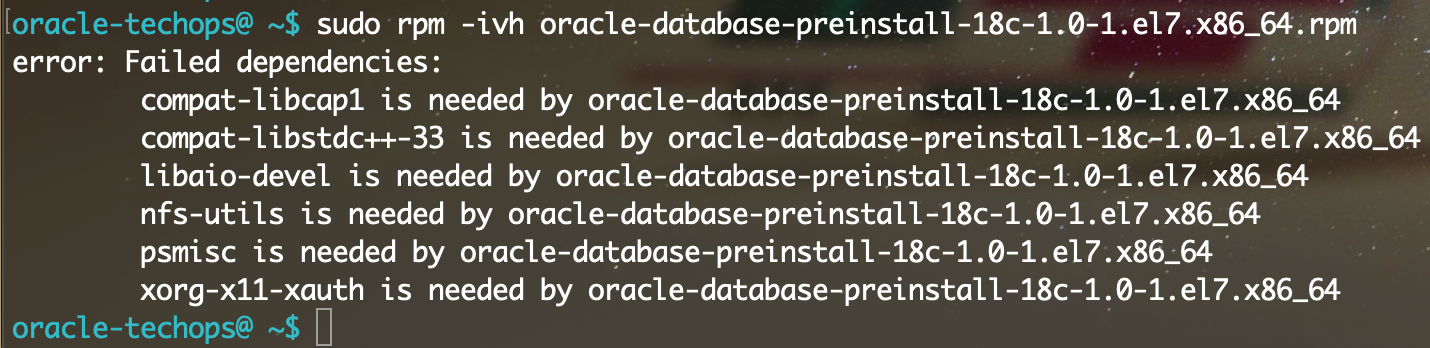 [oracle-techops@ ~$ sudo rpm -ivh oracle-database-preinstall-18c-1.0-1.el7.x86_64.rpm
error: Failed dependencies:
compat-libcap1 is needed by oracle-database-preinstall-18c-1.0-1.el7.x86_64
compat-libstdc++-33 is needed by oracle-database-preinstall-18c-1.0-1.el7.x86_64
libaio-devel is needed by oracle-database-preinstall-18c-1.0-1.el7.x86_64
nfs-utils is needed by oracle-database-preinstall-18c-1.0-1.el7.x86_64
psmisc is needed by oracle-database-preinstall-18c-1.0-1.el7.x86_64
xorg-x11-xauth is needed by oracle-database-preinstall-18c-1.0-1.el7.x86_64
oracle-techops@ ~$